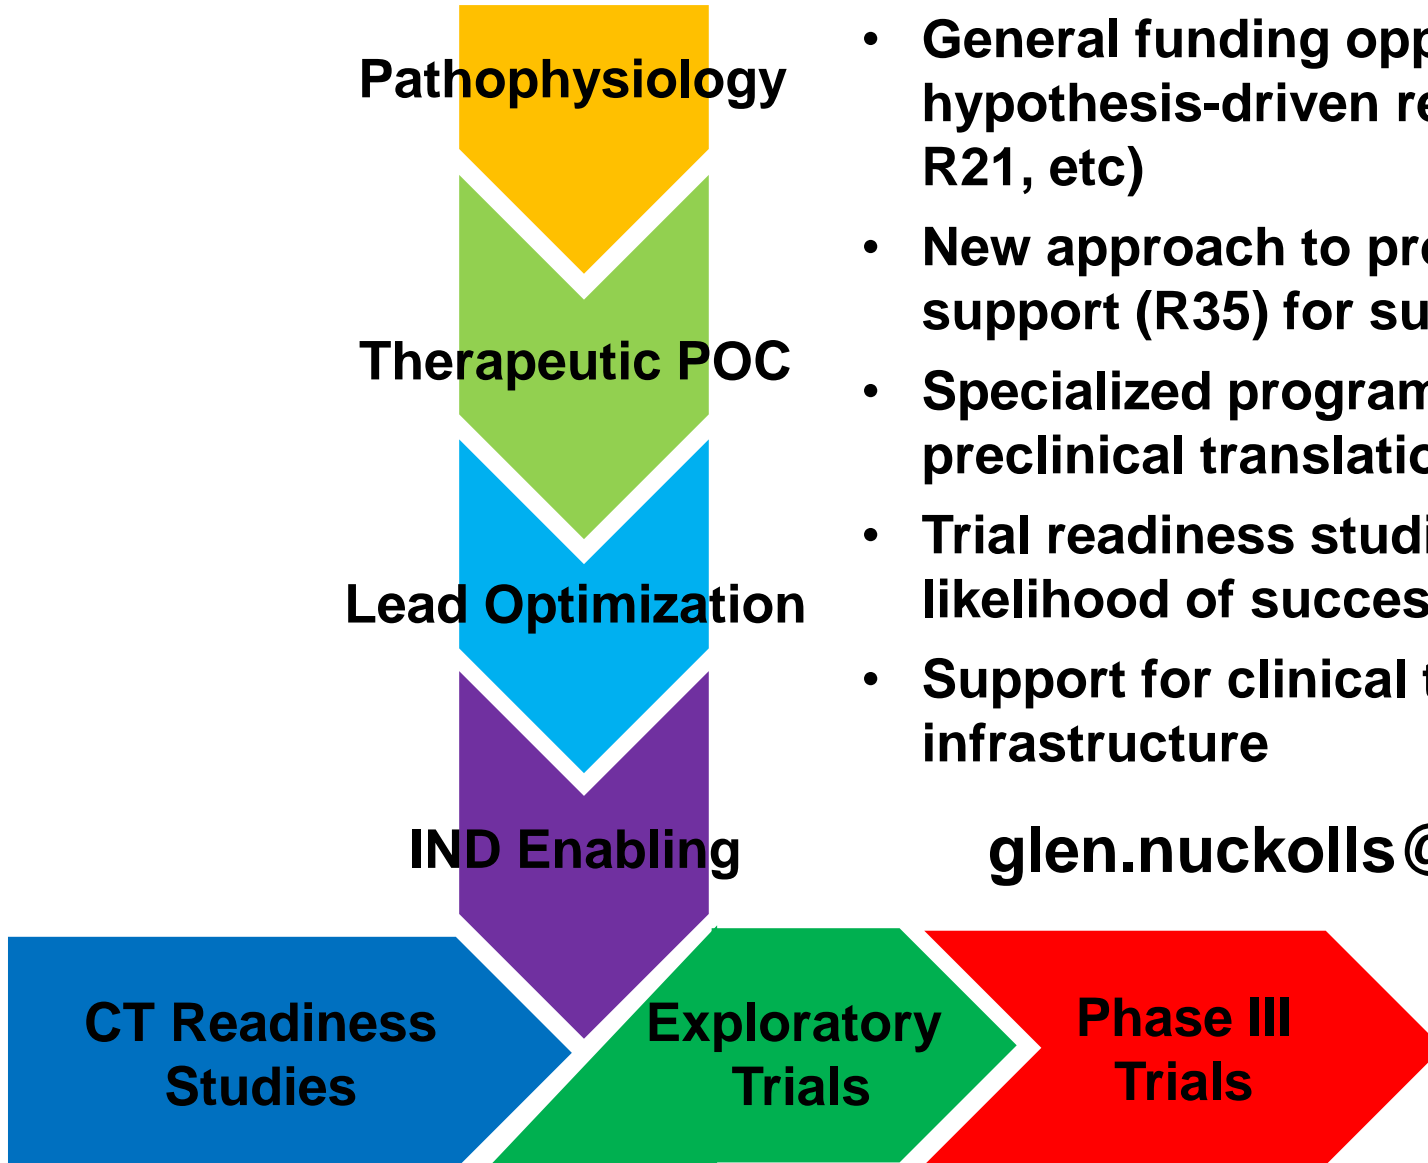 Pathophysiology
Therapeutic POC
Lead Optimization
IND Enabling
CT Readiness
Studies
Exploratory
Trials
Phase III
Trials
• General funding opp
hypothesis-driven re
R21, etc)
• New approach to pre
support (R35) for su
• Specialized program
preclinical translatio
• Trial readiness studi
likelihood of succes
• Support for clinical t
infrastructure
glen.nuckolls@